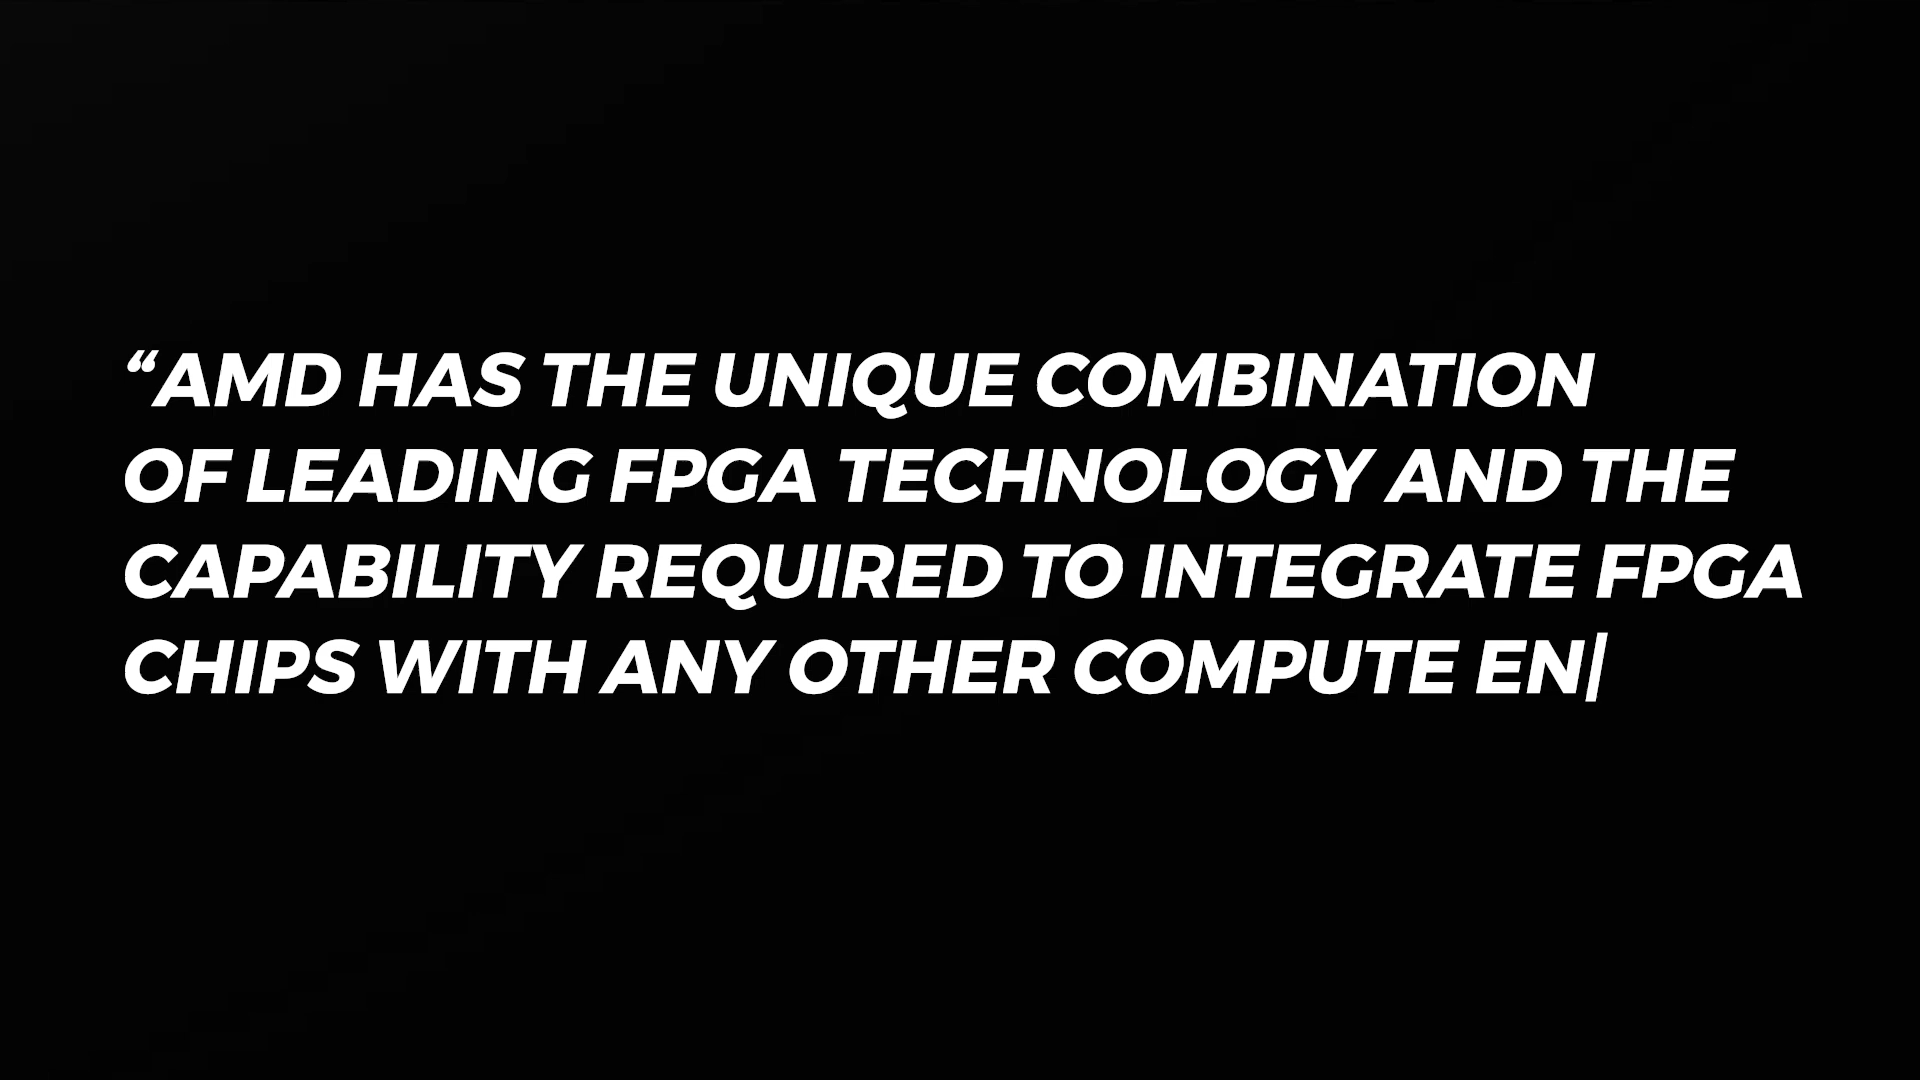 “AMD HAS THE UNIQUE COMBINATION
OF LEADING FPGA TECHNOLOGY AND THE
CAPABILITY REQUIRED TO INTEGRATE FPGA
CHIPS WITH ANY OTHER COMPUTE EN|